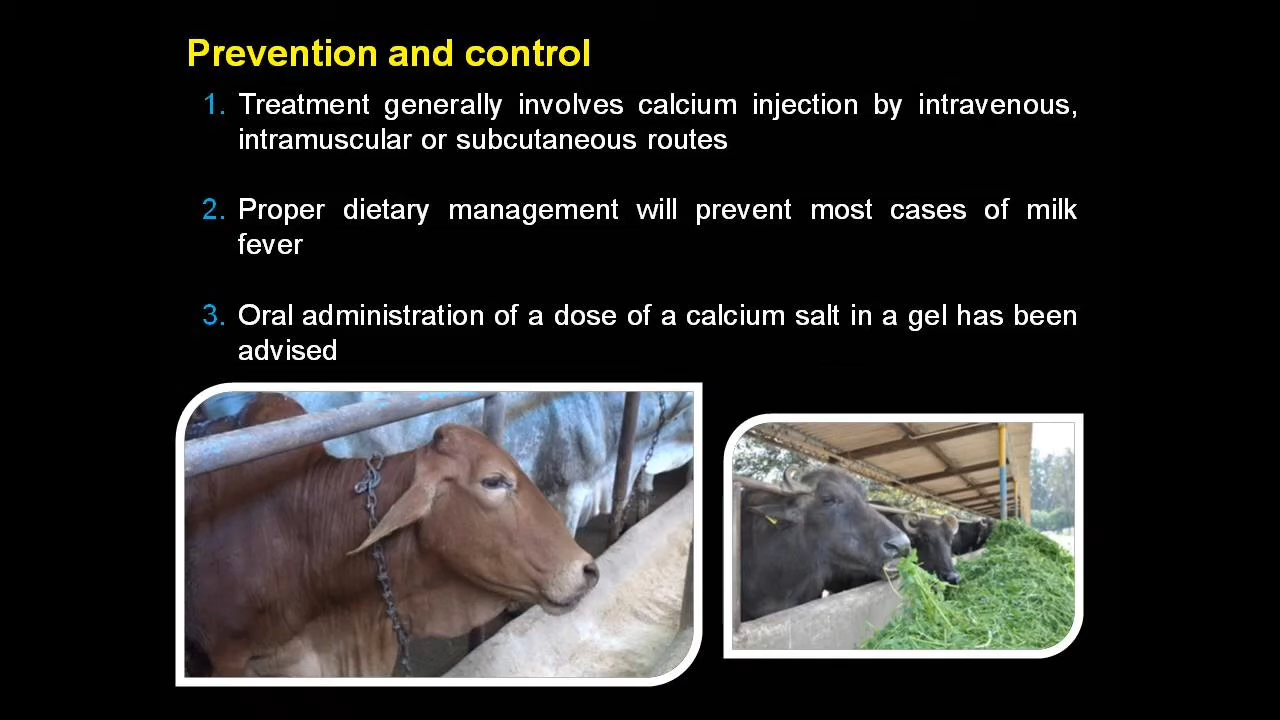 Prevention and control
1. Treatment generally involves calcium injection by intravenous,
intramuscular or subcutaneous routes
2. Proper dietary management will prevent most cases of milk
fever
3. Oral administration of a dose of a calcium salt in a gel has been
advised